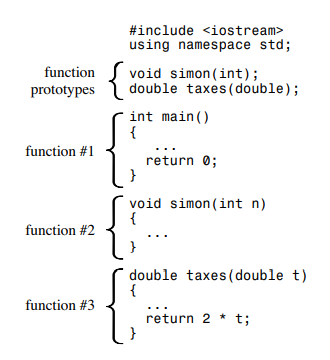 #include <iostream>
using namespace std;
function
prototypes
void simon(int);
double taxes(double);
function #1
int main()
{
...
return 0;
}
function #2
void simon(int n)
{
...
}
function #3
double taxes(double t)
{
...
return 2 * t;
}